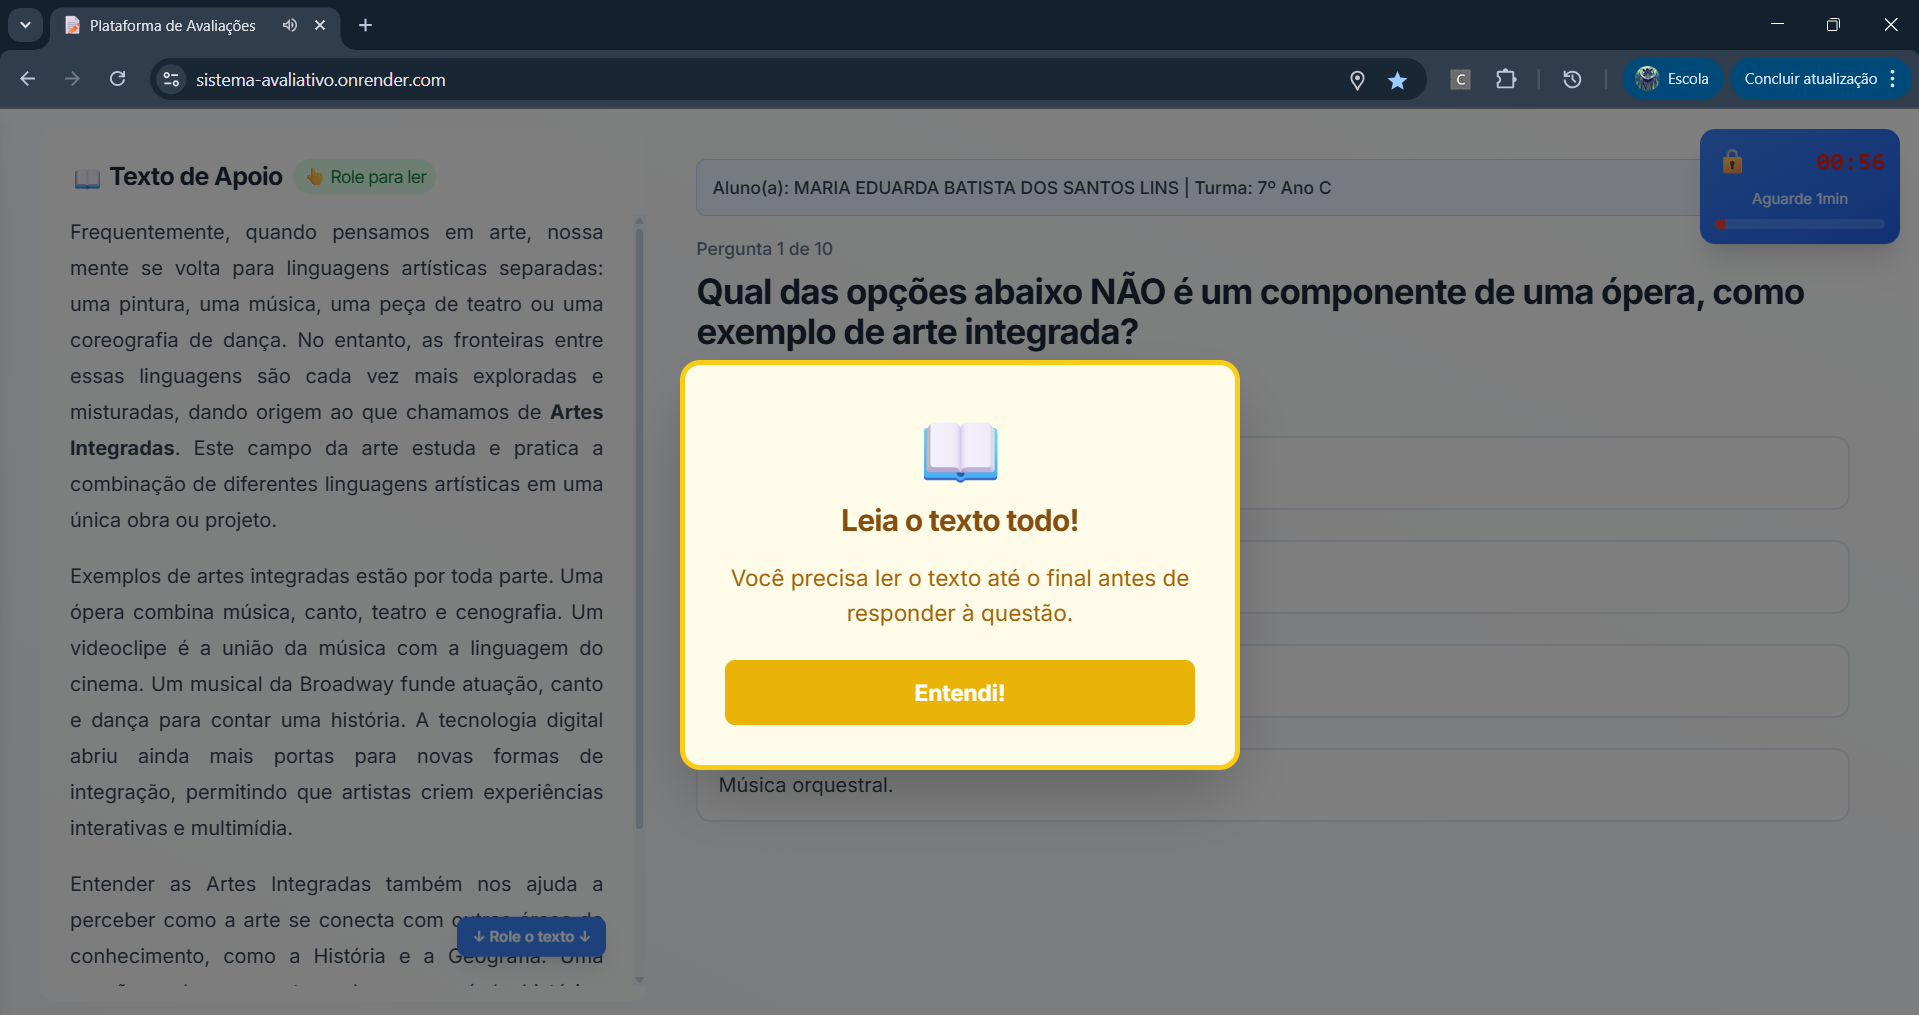 Plataforma de Avaliações
sistema-avaliativo.onrender.com
C
Escola
Concluir atualização
Texto de Apoio
Role para ler
Frequentemente, quando pensamos em arte, nossa
mente se volta para linguagens artísticas separadas:
uma pintura, uma música, uma peça de teatro ou uma
coreografia de dança. No entanto, as fronteiras entre
essas linguagens são cada vez mais exploradas e
misturadas, dando origem ao que chamamos de Artes
Integradas. Este campo da arte estuda e pratica a
combinação de diferentes linguagens artísticas em uma
única obra ou projeto.
Exemplos de artes integradas estão por toda parte. Uma
ópera combina música, canto, teatro e cenografia. Um
videoclipe é a união da música com a linguagem do
cinema. Um musical da Broadway funde atuação, canto
e dança para contar uma história. A tecnologia digital
abriu ainda mais portas para novas formas de
integração, permitindo que artistas criem experiências
interativas e multimídia.
Entender as Artes Integradas também nos ajuda a
perceber como a arte se conecta com outras áreas do
conhecimento, como a História e a Geografia. Uma
↓ Role o texto ↓
Aluno(a): MARIA EDUARDA BATISTA DOS SANTOS LINS | Turma: 7º Ano C
00:56
Aguarde 1min
Pergunta 1 de 10
Qual das opções abaixo NÃO é um componente de uma ópera, como
exemplo de arte integrada?
Leia o texto todo!
Você precisa ler o texto até o final antes de
responder à questão.
Entendi!
Música orquestral.